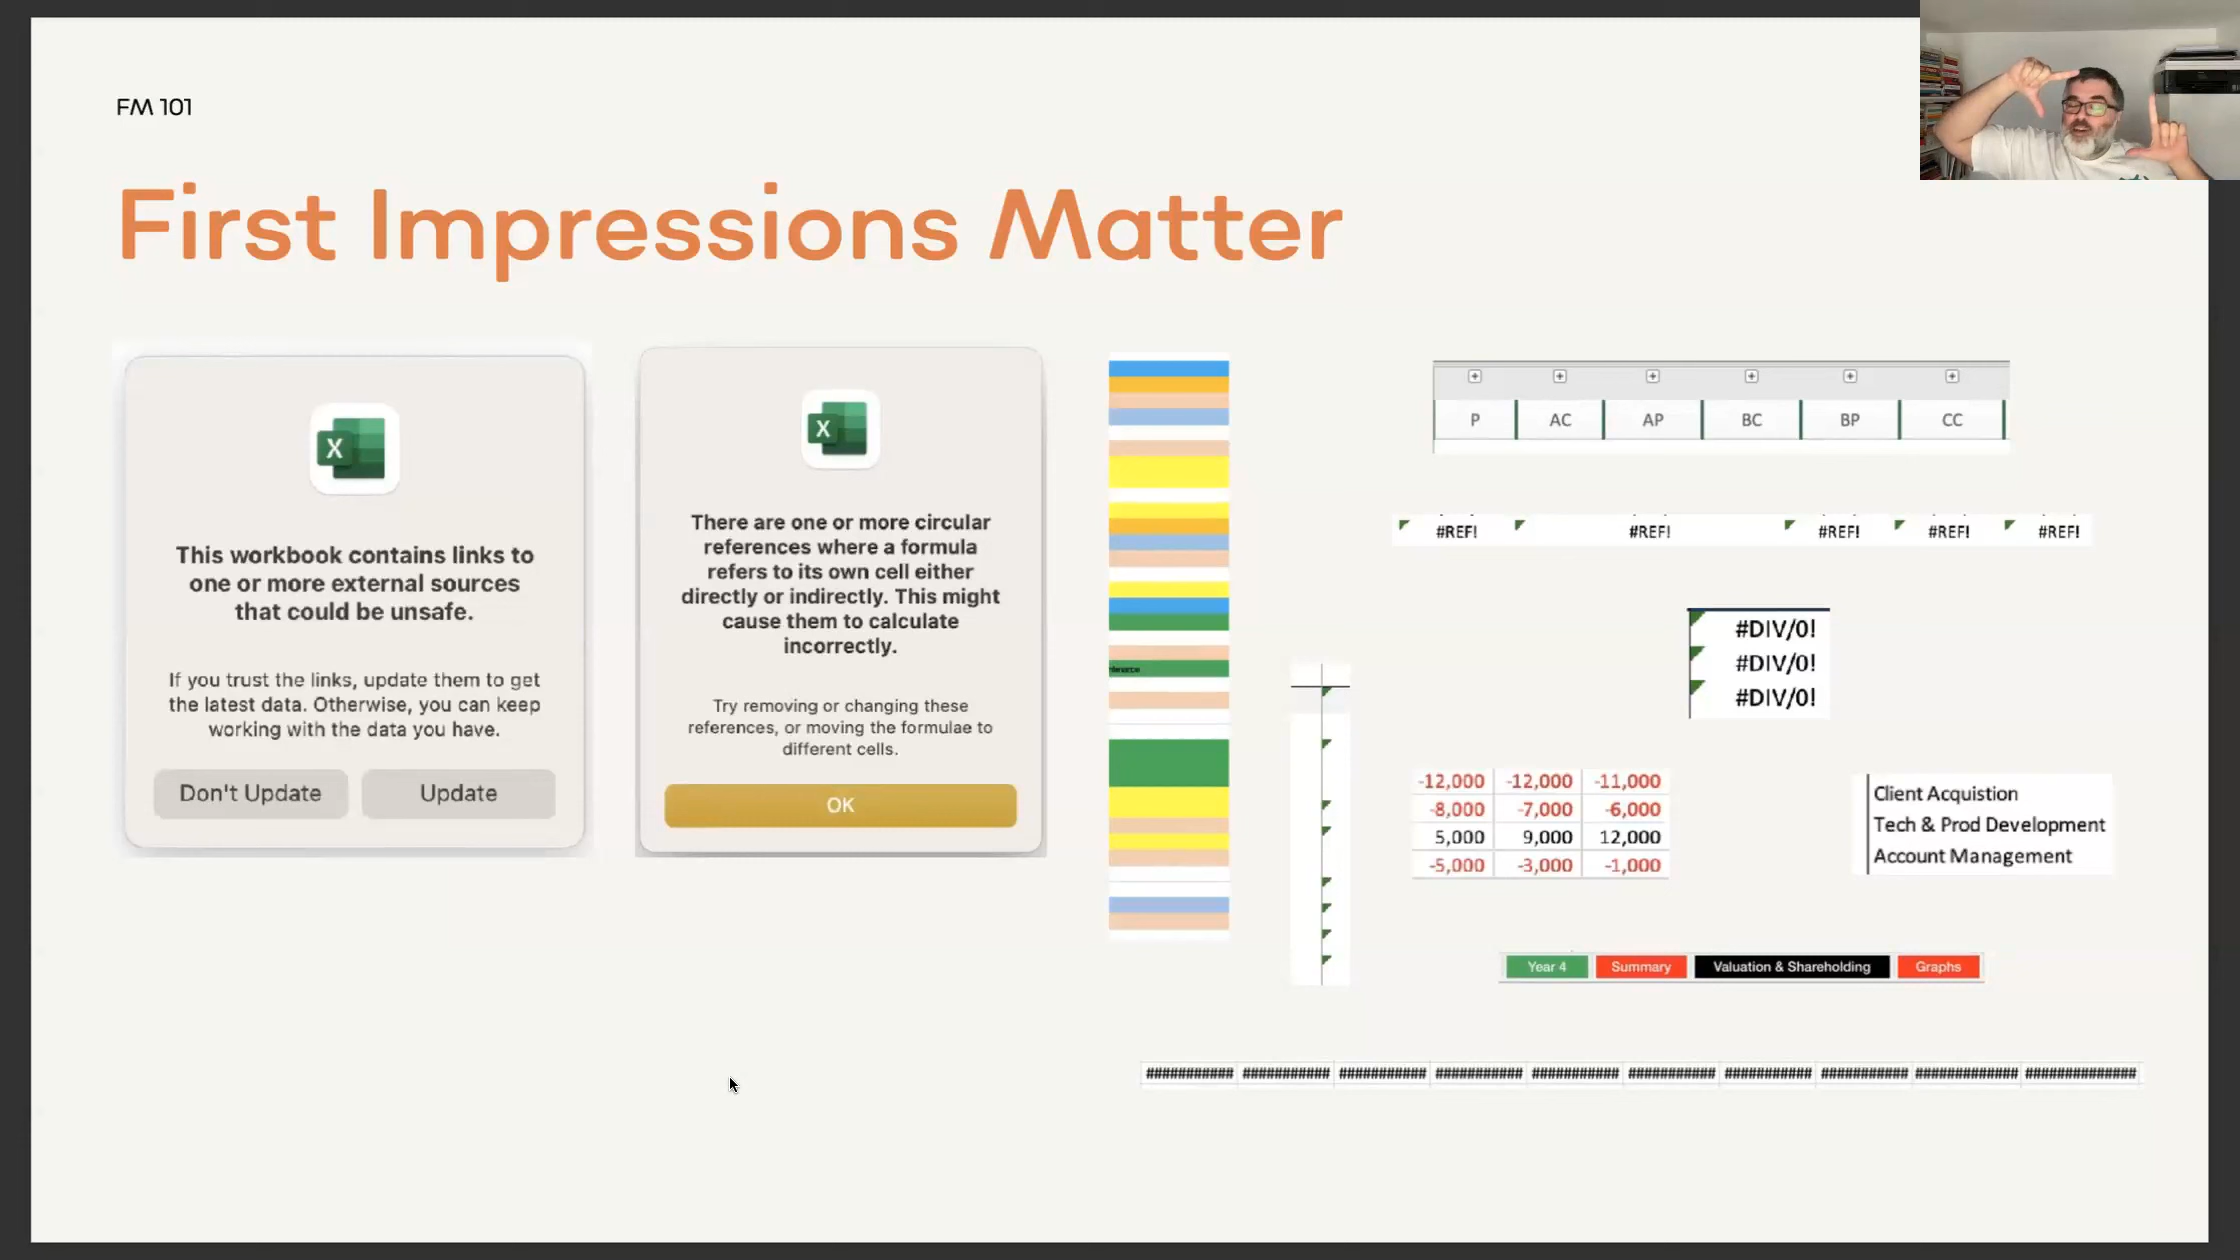 FM 101
First Impressions Matter
X
This workbook contains links to
one or more external sources
that could be unsafe.
If you trust the links, update them to get
the latest data. Otherwise, you can keep
working with the data you have.
Don't Update Update
X
There are one or more circular
references where a formula
refers to its own cell either
directly or indirectly. This might
cause them to calculate
incorrectly.
Try removing or changing these
references, or moving the formulae to
different cells.
OK
P AC AP BC BP CC
#REF! #REF! #REF! #REF! #REF!
#DIV/0!
#DIV/0!
#DIV/0!
-12,000 -12,000 -11,000
-8,000 -7,000 -6,000
5,000 9,000 12,000
-5,000 -3,000 -1,000
Client Acquistion
Tech & Prod Development
Account Management
Year 4 Summary Valuation & Shareholding Graphs
########### ########### ########### ########### ########### ########### ########### ########### ############# ##############